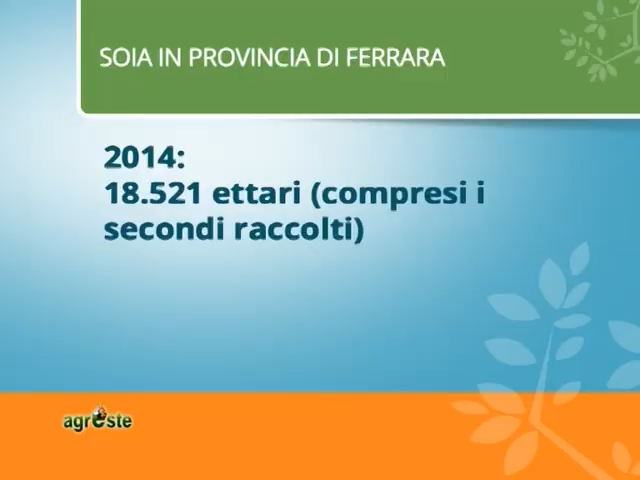 SOIA IN PROVINCIA DI FERRARA
2014:
18.521 ettari (compresi i
secondi raccolti)
agreste